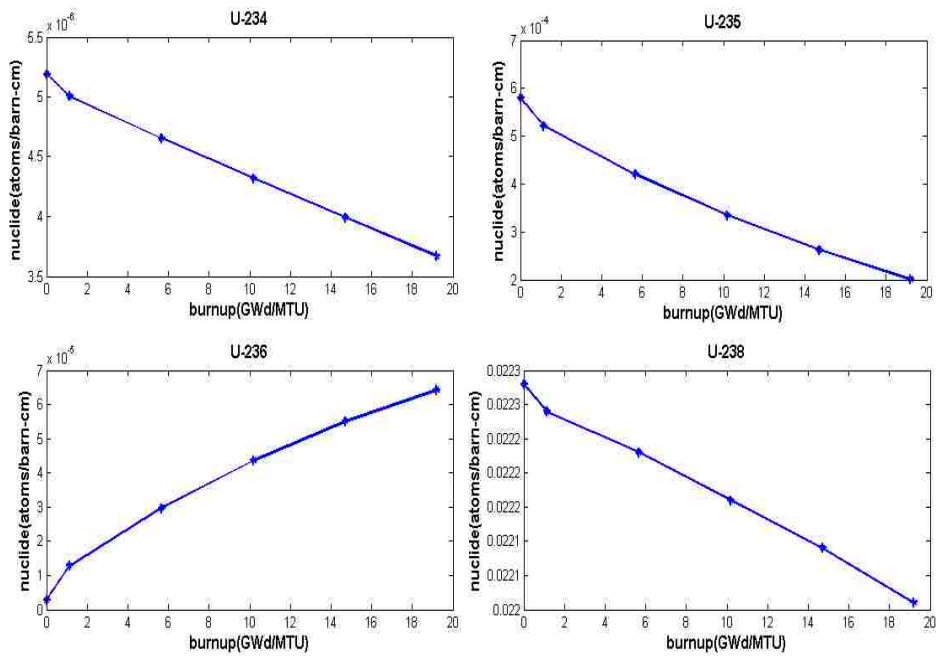 U-234
x 10^-6
5.5
5
4.5
4
3.5
nuclide(atoms/barn-cm)
0 2 4 6 8 10 12 14 16 18 20
burnup(GWd/MTU)
U-235
x 10^-4
7
6
5
4
3
2
nuclide(atoms/barn-cm)
0 2 4 6 8 10 12 14 16 18 20
burnup(GWd/MTU)
U-236
x 10^-5
7
6
5
4
3
2
1
0
nuclide(atoms/barn-cm)
0 2 4 6 8 10 12 14 16 18 20
burnup(GWd/MTU)
U-238
0.0223
0.0223
0.0222
0.0222
0.0222
0.0221
0.0221
0.022
nuclide(atoms/barn-cm)
0 2 4 6 8 10 12 14 16 18 20
burnup(GWd/MTU)